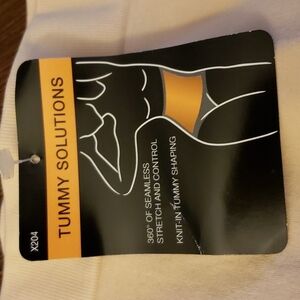 X204
TUMMY SOLUTIONS
360° OF SEAMLESS
STRETCH AND CONTROL
KNIT-IN TUMMY SHAPING